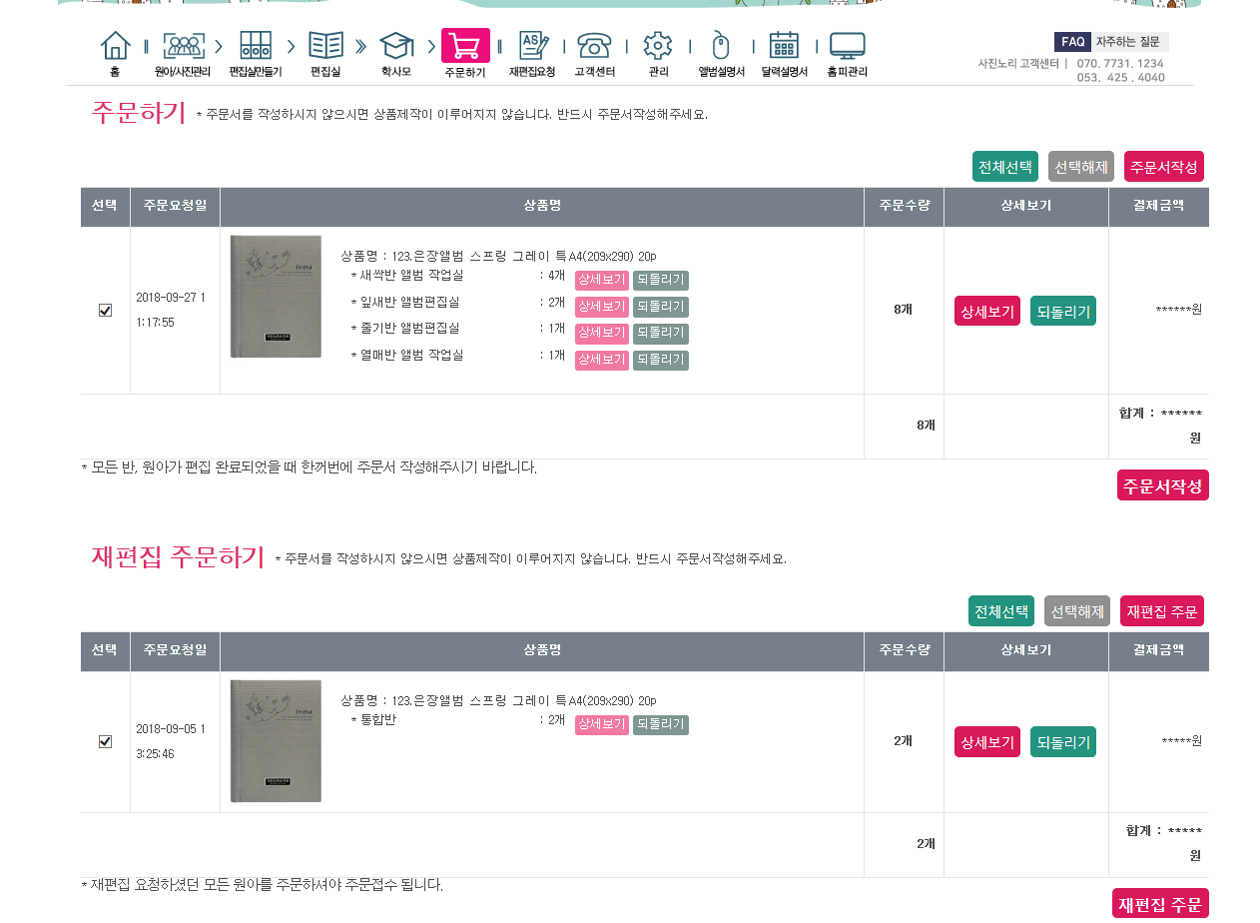 FAQ 자주하는 질문
사진노리 고객센터 | 070. 7731. 1234
053. 425. 4040
홈 원아/사진관리 편집실만들기 편집실 학사모 주문하기 AS 재편집요청 고객센터 관리 앨범설명서 달력설명서 홈피관리
주문하기 * 주문서를 작성하시지 않으시면 상품제작이 이루어지지 않습니다. 반드시 주문서작성해주세요.
전체선택 선택해제 주문서작성
선택 주문요청일 상품명 주문수량 상세보기 결제금액
2018-09-27 1
1:17:55
상품명 : 123.은장앨범 스프링 그레이 특A4(209x290) 20p
* 새싹반 앨범 작업실 : 4개 상세보기 되돌리기
* 잎새반 앨범편집실 : 2개 상세보기 되돌리기
* 줄기반 앨범편집실 : 1개 상세보기 되돌리기
* 열매반 앨범 작업실 : 1개 상세보기 되돌리기
8개 상세보기 되돌리기 ******원
8개 합계 : ******
원
* 모든 반, 원아가 편집 완료되었을 때 한꺼번에 주문서 작성해주시기 바랍니다.
주문서작성
재편집 주문하기 * 주문서를 작성하시지 않으시면 상품제작이 이루어지지 않습니다. 반드시 주문서작성해주세요.
전체선택 선택해제 재편집 주문
선택 주문요청일 상품명 주문수량 상세보기 결제금액
2018-09-05 1
3:25:46
상품명 : 123.은장앨범 스프링 그레이 특A4(209x290) 20p
* 통합반 : 2개 상세보기 되돌리기
2개 상세보기 되돌리기 *****원
2개 합계 : *****
원
* 재편집 요청하셨던 모든 원아를 주문하셔야 주문접수 됩니다.
재편집 주문